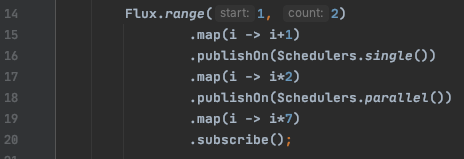 14 Flux.range( start: 1, count: 2)
15 .map(i -> i+1)
16 .publishOn(Schedulers.single())
17 .map(i -> i*2)
18 .publishOn(Schedulers.parallel())
19 .map(i -> i*7)
20 .subscribe();